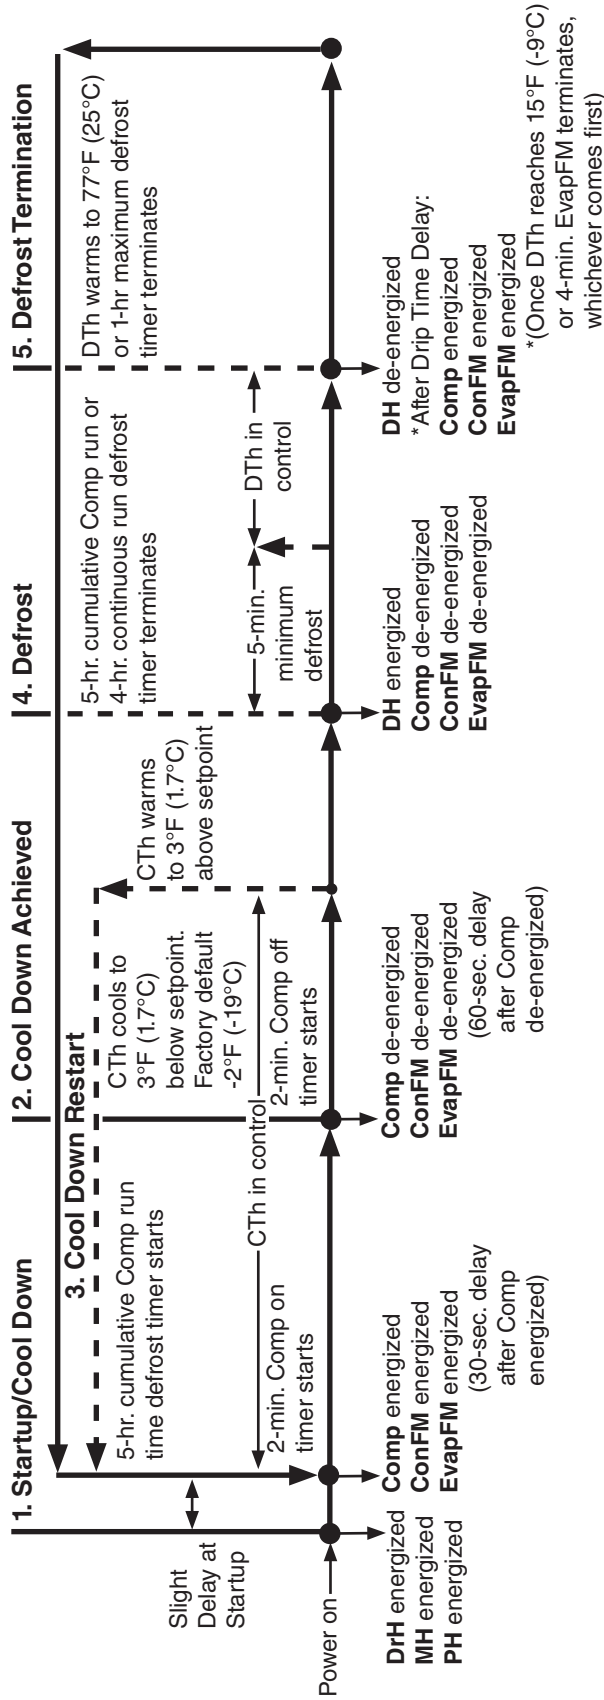 1. Startup/Cool Down
2. Cool Down Achieved
4. Defrost
5. Defrost Termination
3. Cool Down Restart
Slight
Delay at
Startup
5-hr. cumulative Comp run
time defrost timer starts
CTh cools to
3°F (1.7°C)
below setpoint.
Factory default
-2°F (-19°C)
CTh warms
to 3°F (1.7°C)
above setpoint
5-hr. cumulative Comp run or
4-hr. continuous run defrost
timer terminates
DTh warms to 77°F (25°C)
or 1-hr maximum defrost
timer terminates
CTh in control
2-min. Comp on
timer starts
2-min. Comp off
timer starts
5-min.
minimum
defrost
DTh in
control
Power on
DrH energized
MH energized
PH energized
Comp energized
ConFM energized
EvapFM energized
(30-sec. delay
after Comp
energized)
Comp de-energized
ConFM de-energized
EvapFM de-energized
(60-sec. delay
after Comp
de-energized)
DH energized
Comp de-energized
ConFM de-energized
EvapFM de-energized
DH de-energized
*After Drip Time Delay:
Comp energized
ConFM energized
EvapFM energized
*(Once DTh reaches 15°F (-9°C)
or 4-min. EvapFM terminates,
whichever comes first)